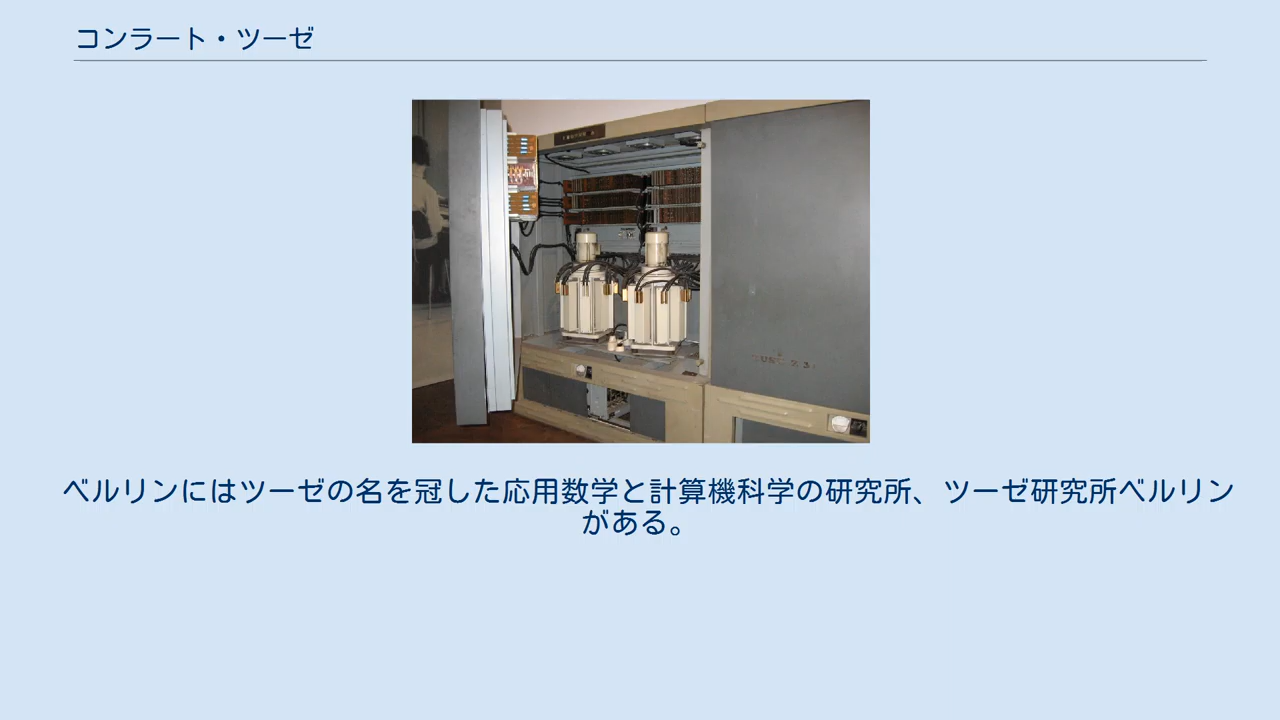 コンラート・ツーゼ
ベルリンにはツーゼの名を冠した応用数学と計算機科学の研究所、ツーゼ研究所ベルリン
がある。